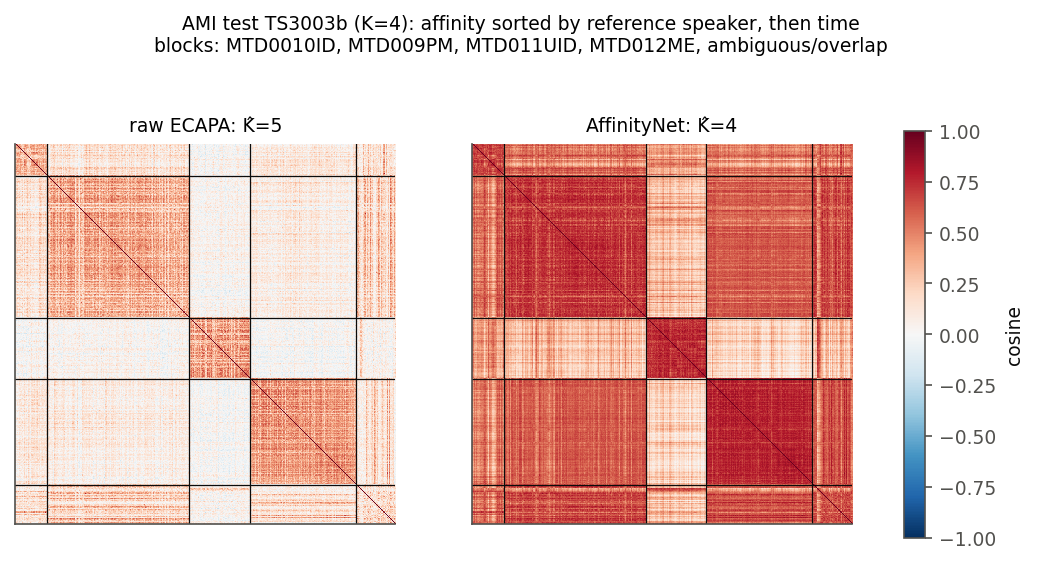 AMI test TS3003b (K=4): affinity sorted by reference speaker, then time
blocks: MTD0010ID, MTD009PM, MTD011UID, MTD012ME, ambiguous/overlap
raw ECAPA: K̂=5
AffinityNet: K̂=4
1.00
0.75
0.50
0.25
0.00
−0.25
−0.50
−0.75
−1.00
cosine